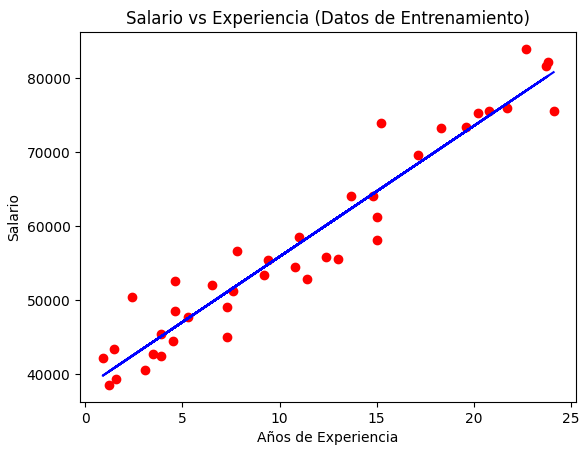 Salario vs Experiencia (Datos de Entrenamiento)
80000
70000
60000
50000
40000
Salario
0 5 10 15 20 25
Años de Experiencia